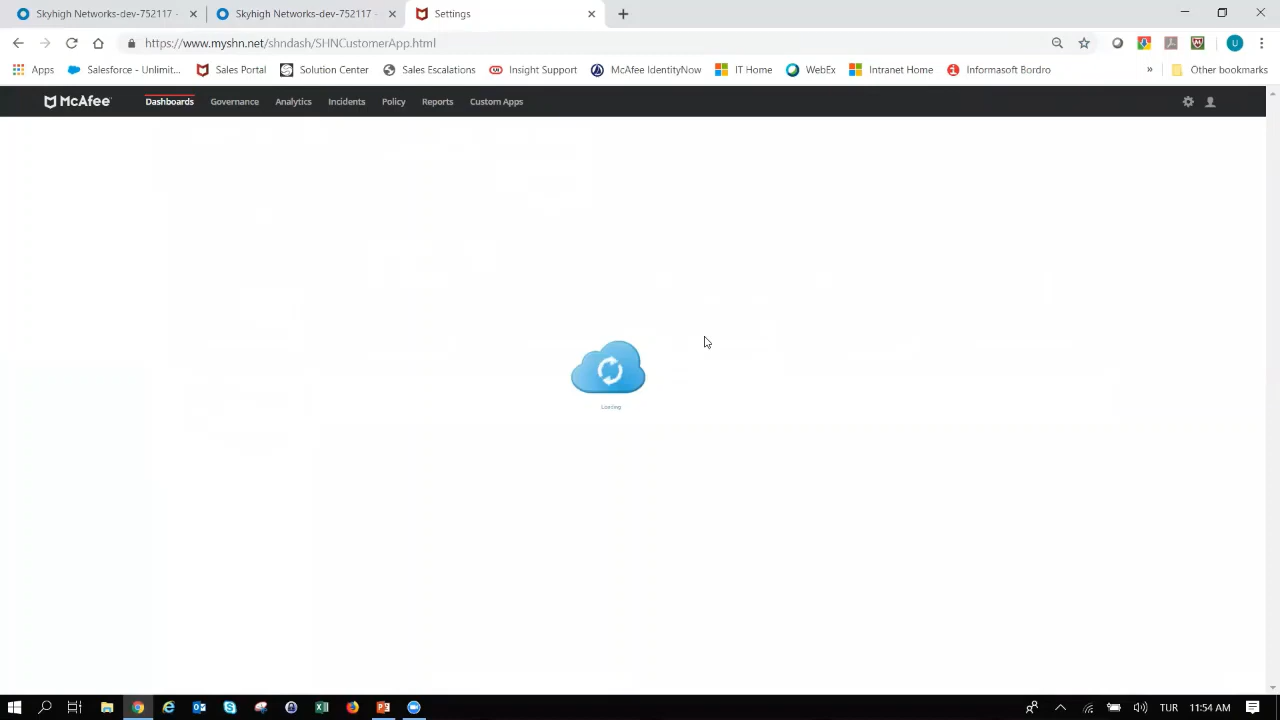 Skyhigh Networks-dev-752117 -
Skyhigh Networks-dev-752117 -
Settings
https://www.myshn.net/shndash/SHNCustomerApp.html
U
Apps
Salesforce - Unlimit...
Sales Portal
Solution Center
Sales Escalations
Insight Support
McAfee IdentityNow
IT Home
WebEx
Intranet Home
Informasoft Bordro
»
Other bookmarks
McAfee
Dashboards
Governance
Analytics
Incidents
Policy
Reports
Custom Apps
Loading
TUR
11:54 AM